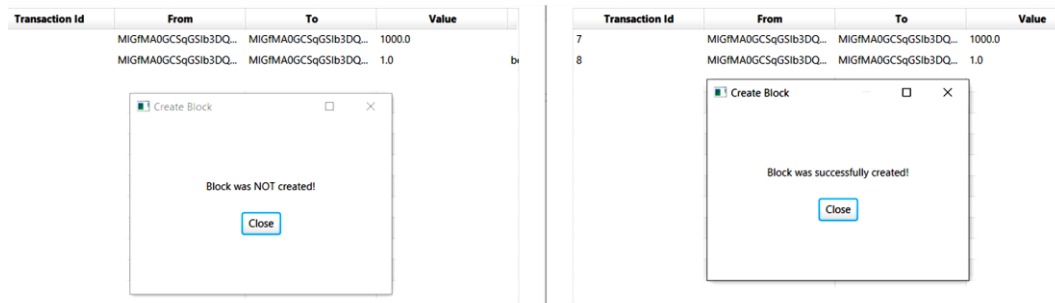 Transaction Id From To Value
MIGfMA0GCSqGSIb3DQ... MIGfMA0GCSqGSIb3DQ... 1000.0
MIGfMA0GCSqGSIb3DQ... MIGfMA0GCSqGSIb3DQ... 1.0
Create Block
Block was NOT created!
Close
Transaction Id From To Value
7 MIGfMA0GCSqGSIb3DQ... MIGfMA0GCSqGSIb3DQ... 1000.0
8 MIGfMA0GCSqGSIb3DQ... MIGfMA0GCSqGSIb3DQ... 1.0
Create Block
Block was successfully created!
Close